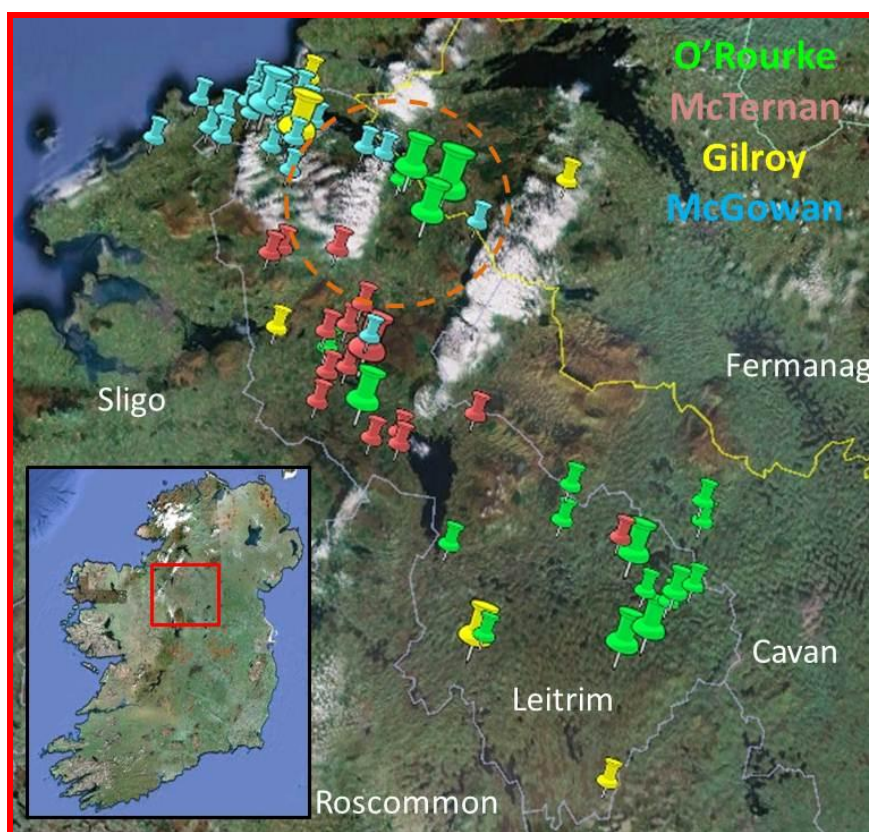 O'Rourke
McTernan
Gilroy
McGowan
Fermanag
Sligo
Cavan
Leitrim
Roscommon